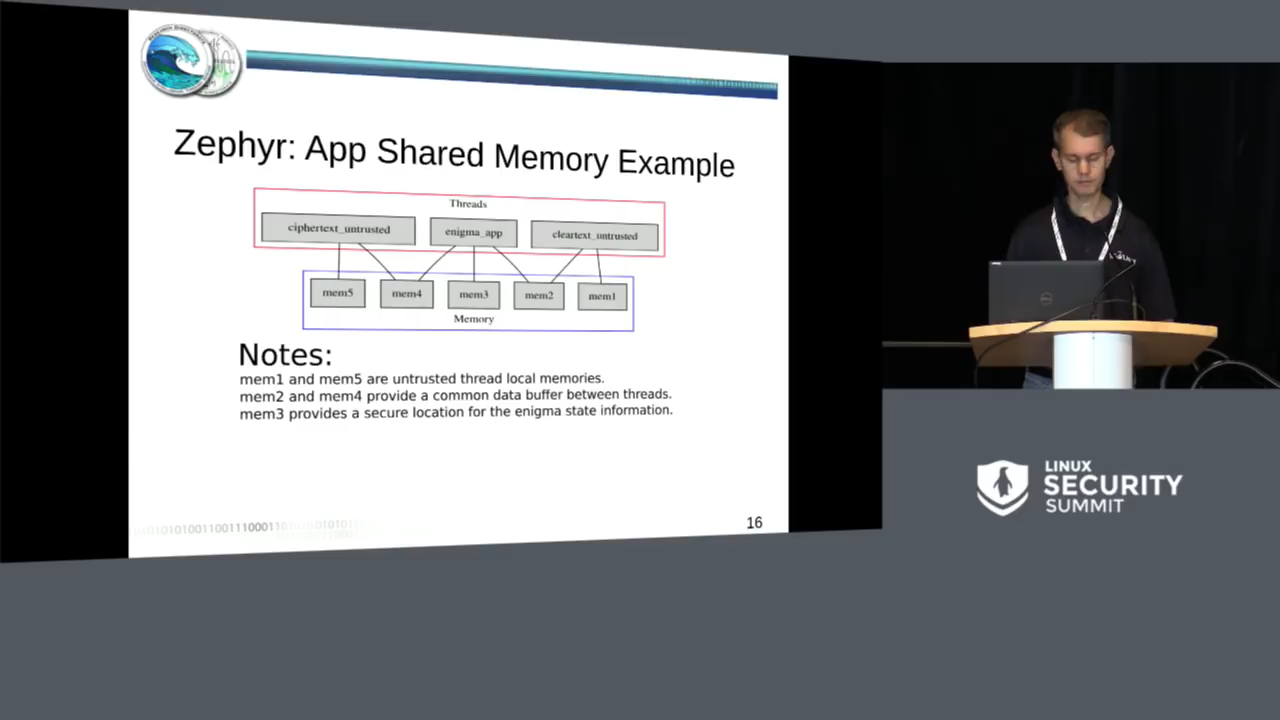 Zephyr: App Shared Memory Example
Threads
ciphertext_untrusted
enigma_app
cleartext_untrusted
mem5
mem4
mem3
mem2
mem1
Memory
Notes:
mem1 and mem5 are untrusted thread local memories.
mem2 and mem4 provide a common data buffer between threads.
mem3 provides a secure location for the enigma state information.
16
LINUX
SECURITY
SUMMIT